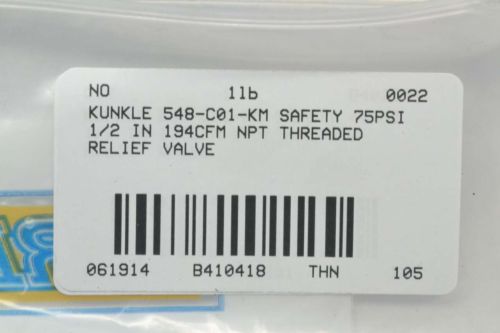 NO 1lb 0022
KUNKLE 548-C01-KM SAFETY 75PSI
1/2 IN 194CFM NPT THREADED
RELIEF VALVE
061914 B410418 THN 105